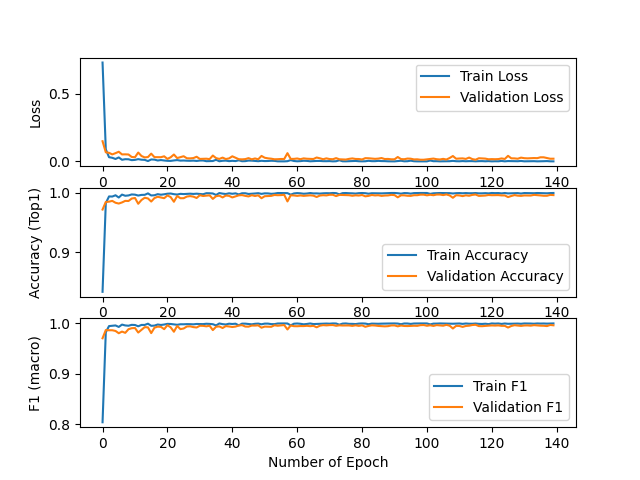 Loss
0.5
0.0
Train Loss
Validation Loss
0 20 40 60 80 100 120 140
Accuracy (Top1)
1.0
0.9
Train Accuracy
Validation Accuracy
0 20 40 60 80 100 120 140
F1 (macro)
1.0
0.9
0.8
Train F1
Validation F1
0 20 40 60 80 100 120 140
Number of Epoch